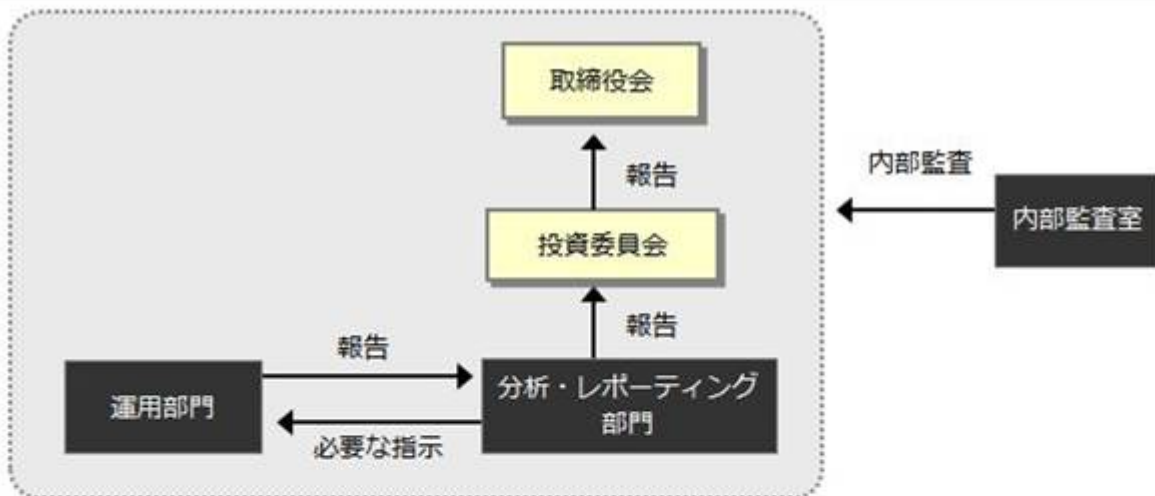 取締役会
報告
内部監査
内部監査室
投資委員会
報告
報告
運用部門
分析・レポーティング
部門
必要な指示